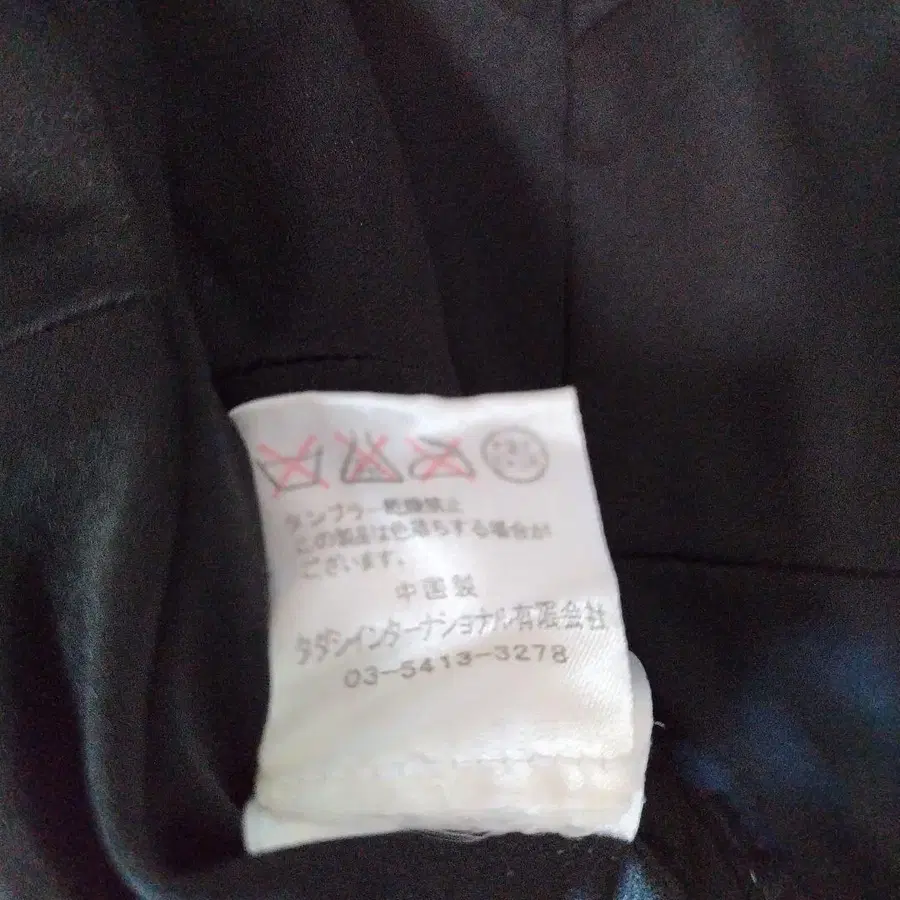 タンブラー乾燥禁止
この製品は色落ちする場合が
ございます。
中国製
タダシインターナショナル有限会社
03-5413-3278